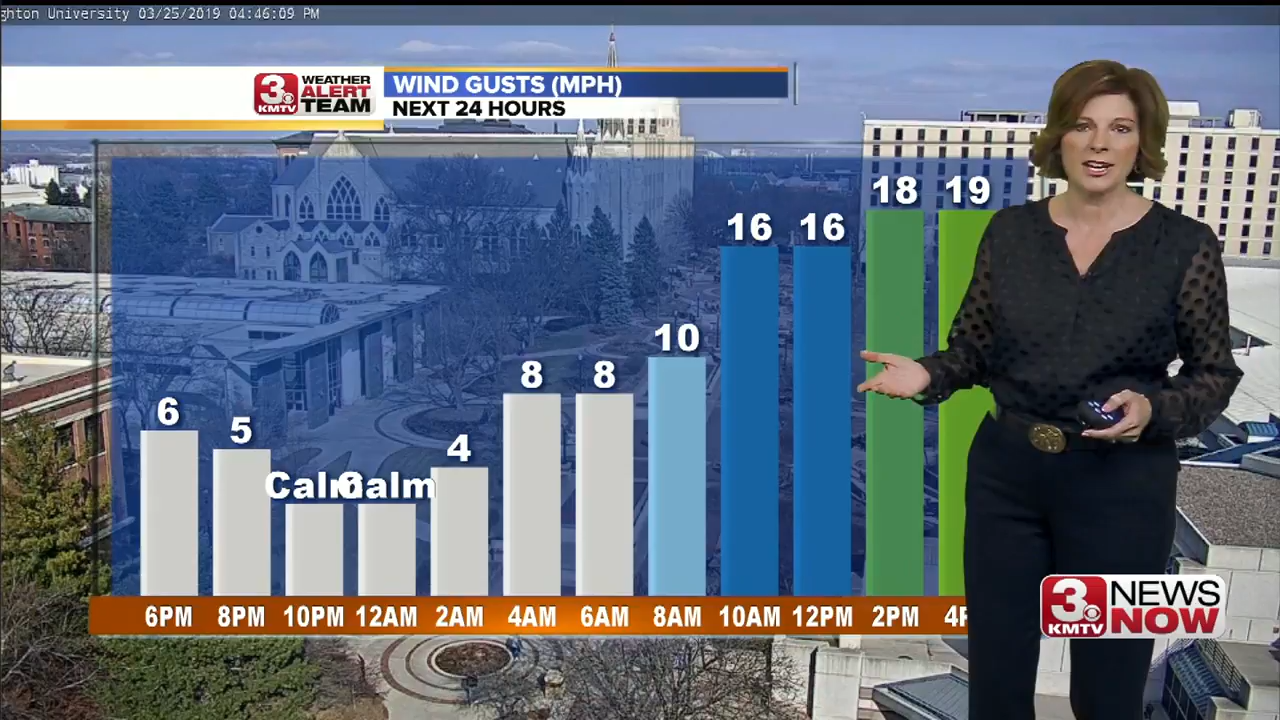 ghton University 03/25/2019 04:46:09 PM
3 KMTV WEATHER ALERT TEAM
WIND GUSTS (MPH)
NEXT 24 HOURS
6 5 Calm Calm 4 8 8 10 16 16 18 19
6PM 8PM 10PM 12AM 2AM 4AM 6AM 8AM 10AM 12PM 2PM
3 KMTV NEWS NOW